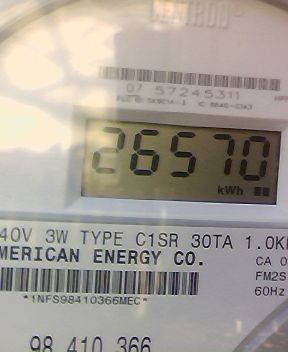 CENTRON®
07 57245311
26570
kWh
40V 3W TYPE C1SR 30TA 1.0K
MERICAN ENERGY CO.
CA 0
FM2S
60Hz
*1NFS98410366MEC*
98 410 366